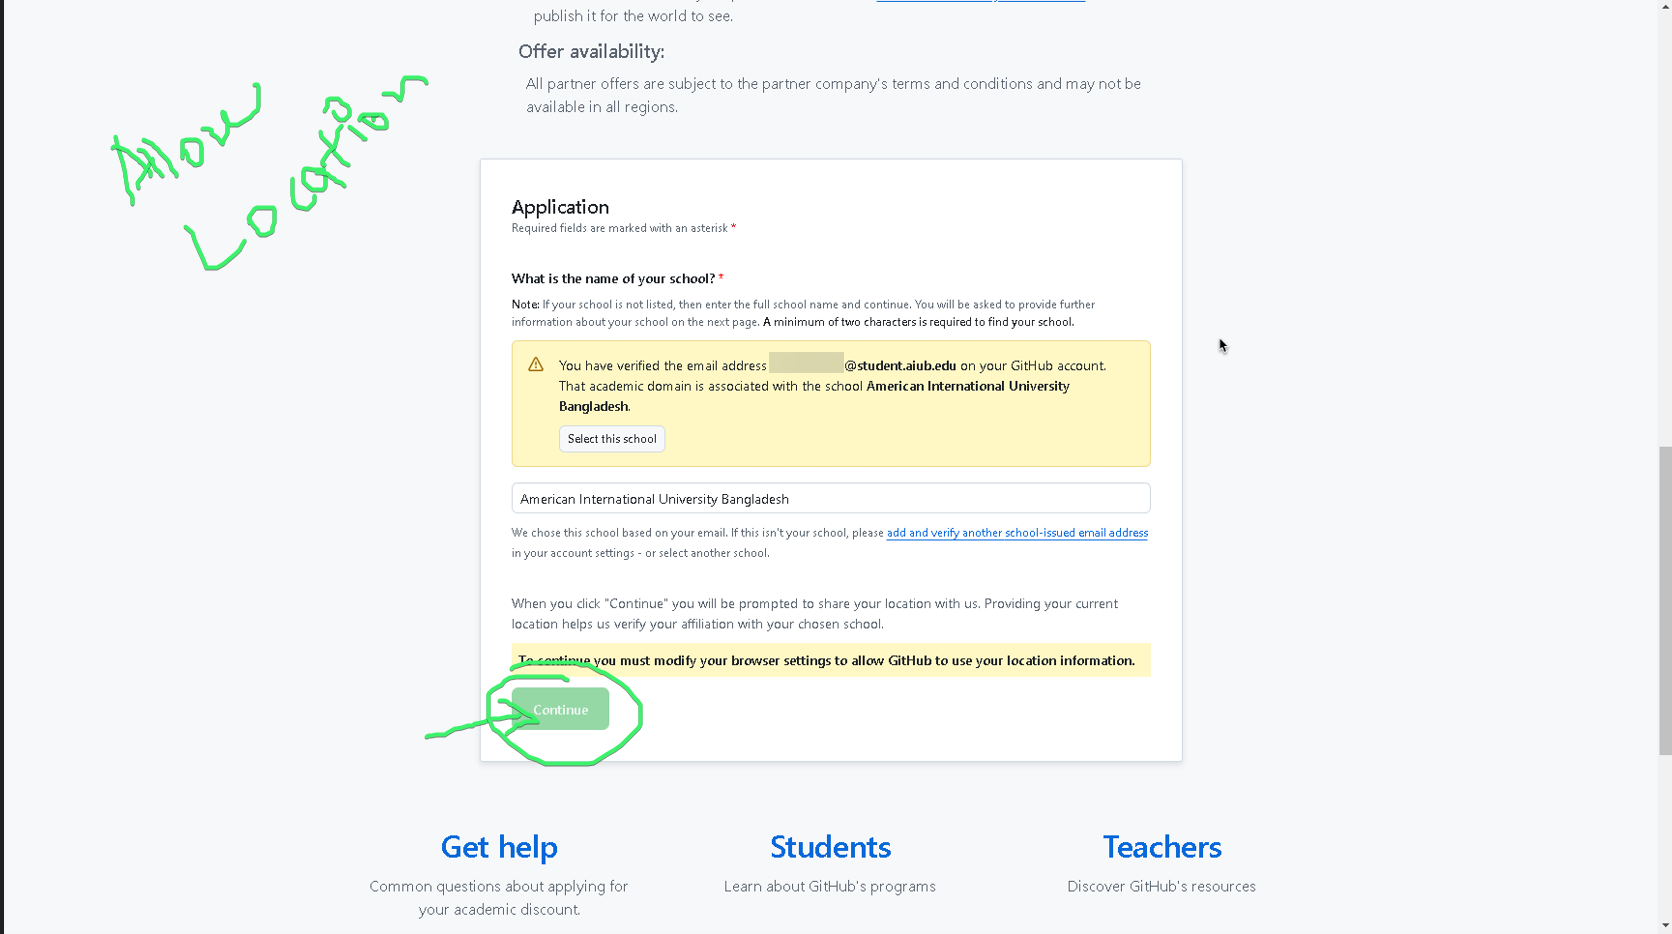 publish it for the world to see.
Offer availability:
All partner offers are subject to the partner company's terms and conditions and may not be
available in all regions.
Allow
Location
Application
Required fields are marked with an asterisk *
What is the name of your school? *
Note: If your school is not listed, then enter the full school name and continue. You will be asked to provide further
information about your school on the next page. A minimum of two characters is required to find your school.
You have verified the email address @student.aiub.edu on your GitHub account.
That academic domain is associated with the school American International University
Bangladesh.
Select this school
American International University Bangladesh
We chose this school based on your email. If this isn't your school, please add and verify another school-issued email address
in your account settings - or select another school.
When you click "Continue" you will be prompted to share your location with us. Providing your current
location helps us verify your affiliation with your chosen school.
To continue you must modify your browser settings to allow GitHub to use your location information.
Continue
Get help
Common questions about applying for
your academic discount.
Students
Learn about GitHub's programs
Teachers
Discover GitHub's resources